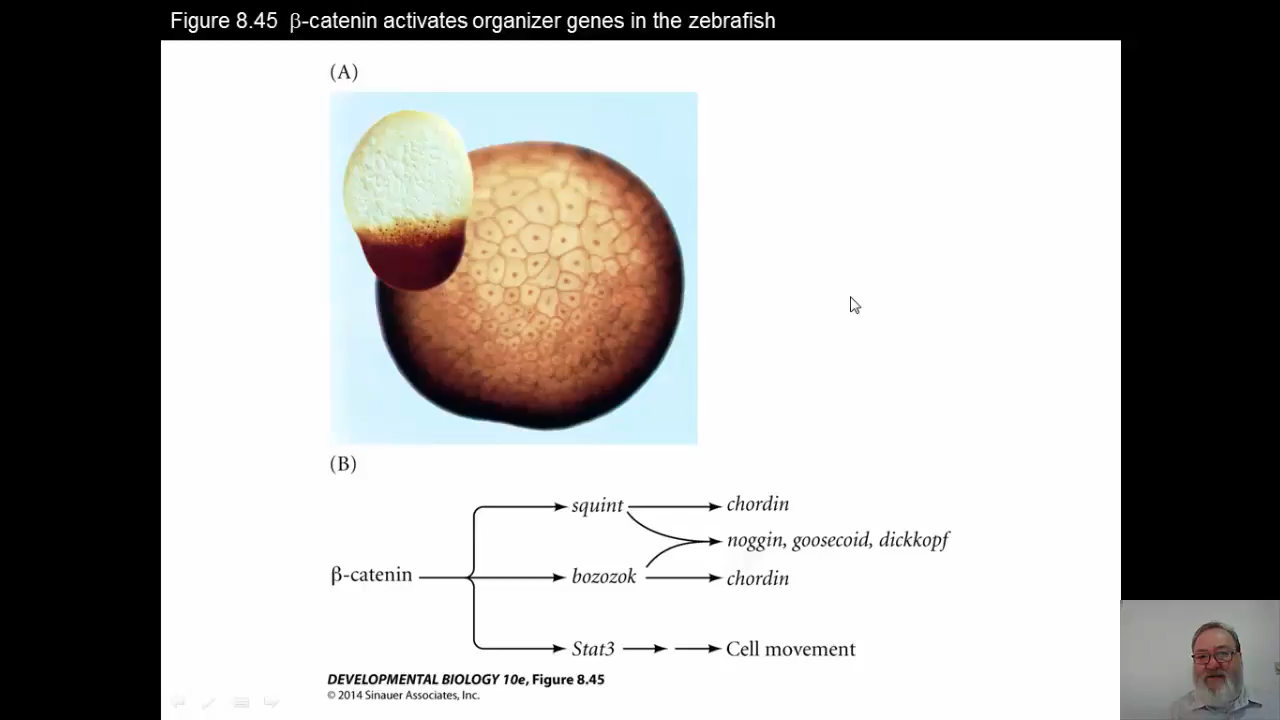 Figure 8.45 β-catenin activates organizer genes in the zebrafish
(A)
(B)
squint
chordin
noggin, goosecoid, dickkopf
β-catenin
bozozok
chordin
Stat3
Cell movement
DEVELOPMENTAL BIOLOGY 10e, Figure 8.45
© 2014 Sinauer Associates, Inc.